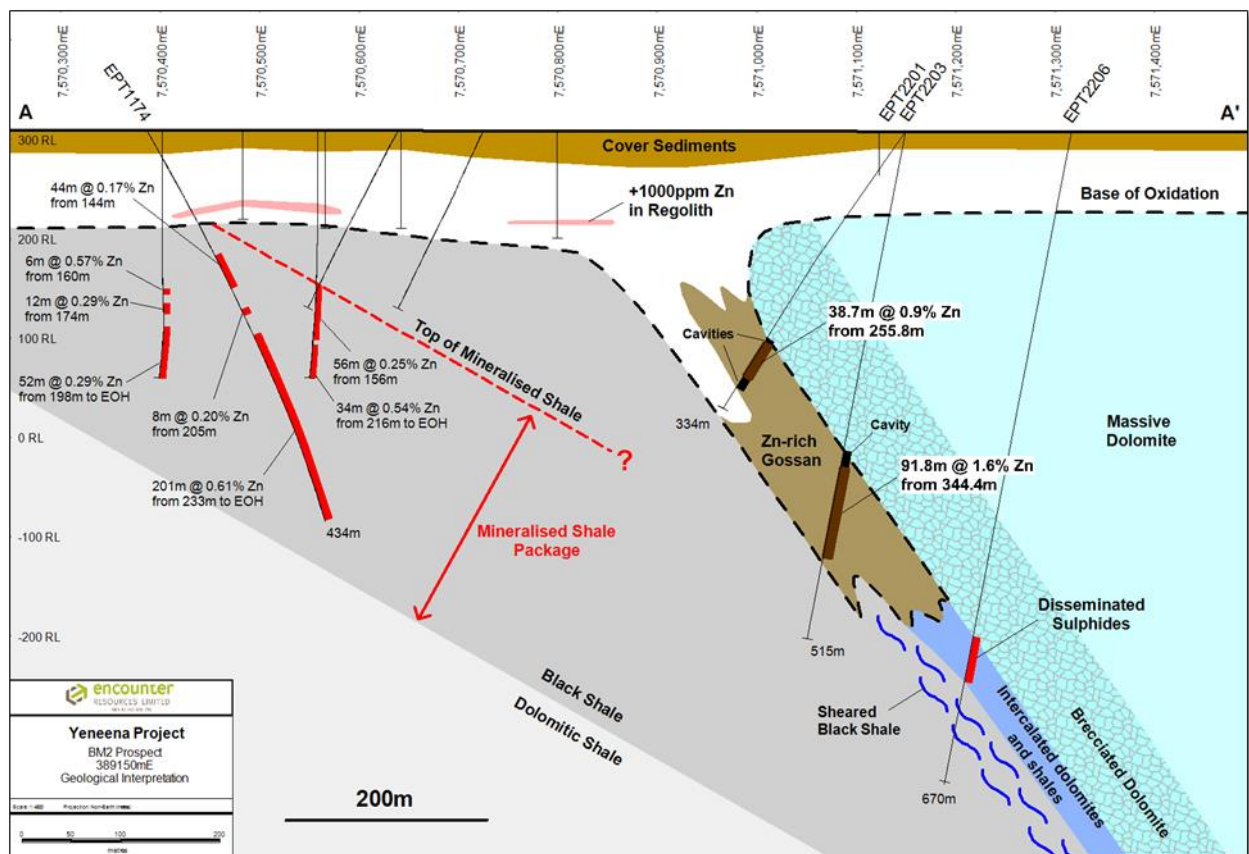 7,570,300mE
7,570,400mE
7,570,500mE
7,570,600mE
7,570,700mE
7,570,800mE
7,570,900mE
7,571,000mE
7,571,100mE
7,571,200mE
7,571,300mE
7,571,400mE
EPT1174
EPT2201
EPT2203
EPT2206
A
A'
300 RL
Cover Sediments
44m @ 0.17% Zn
from 144m
+1000ppm Zn
in Regolith
Base of Oxidation
200 RL
6m @ 0.57% Zn
from 160m
12m @ 0.29% Zn
from 174m
38.7m @ 0.9% Zn
from 255.8m
Cavities
100 RL
Top of Mineralised Shale
56m @ 0.25% Zn
from 156m
52m @ 0.29% Zn
from 198m to EOH
34m @ 0.54% Zn
from 216m to EOH
8m @ 0.20% Zn
from 205m
334m
Cavity
Massive
Dolomite
0 RL
?
Zn-rich
Gossan
91.8m @ 1.6% Zn
from 344.4m
201m @ 0.61% Zn
from 233m to EOH
434m
-100 RL
Mineralised Shale
Package
Disseminated
Sulphides
-200 RL
515m
Black Shale
Dolomitic Shale
Sheared
Black Shale
Intercalated dolomites
and shales
Brecciated Dolomite
670m
encounter
RESOURCES LIMITED
Yeneena Project
BM2 Prospect
389150mE
Geological Interpretation
200m
0 50 100 200
metres